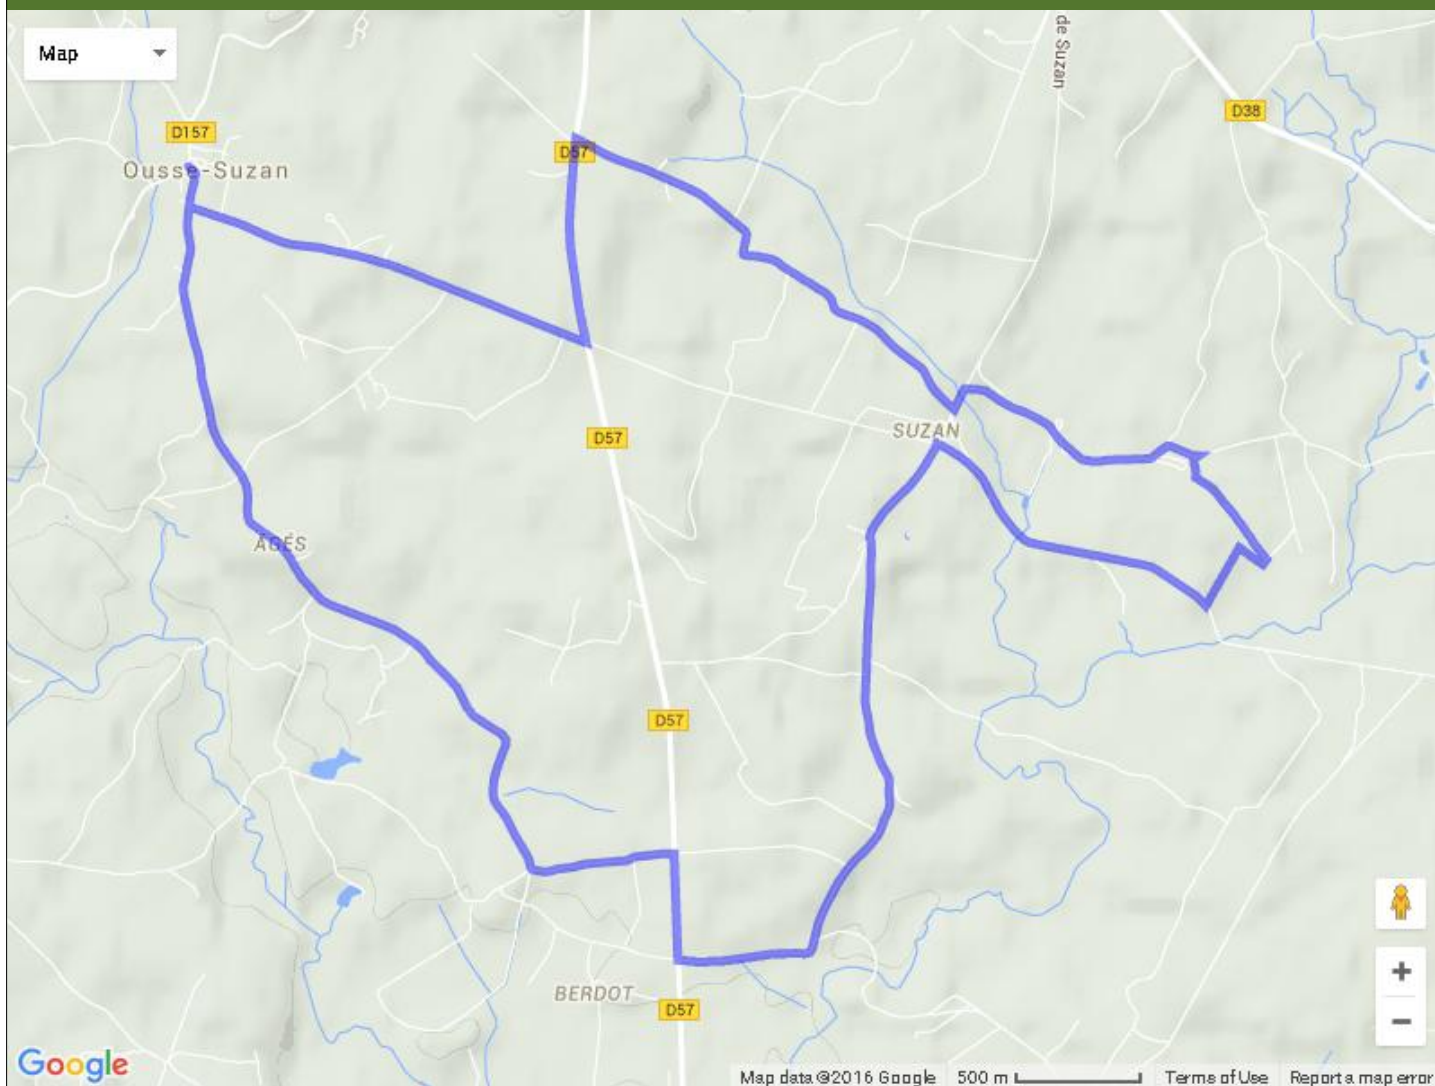 Map
de Suzan
D38
D157
D57
Ousse-Suzan
D57
SUZAN
ÂGÉS
D57
BERDOT
D57
Google
Map data ©2016 Google 500 m Terms of Use Report a map error